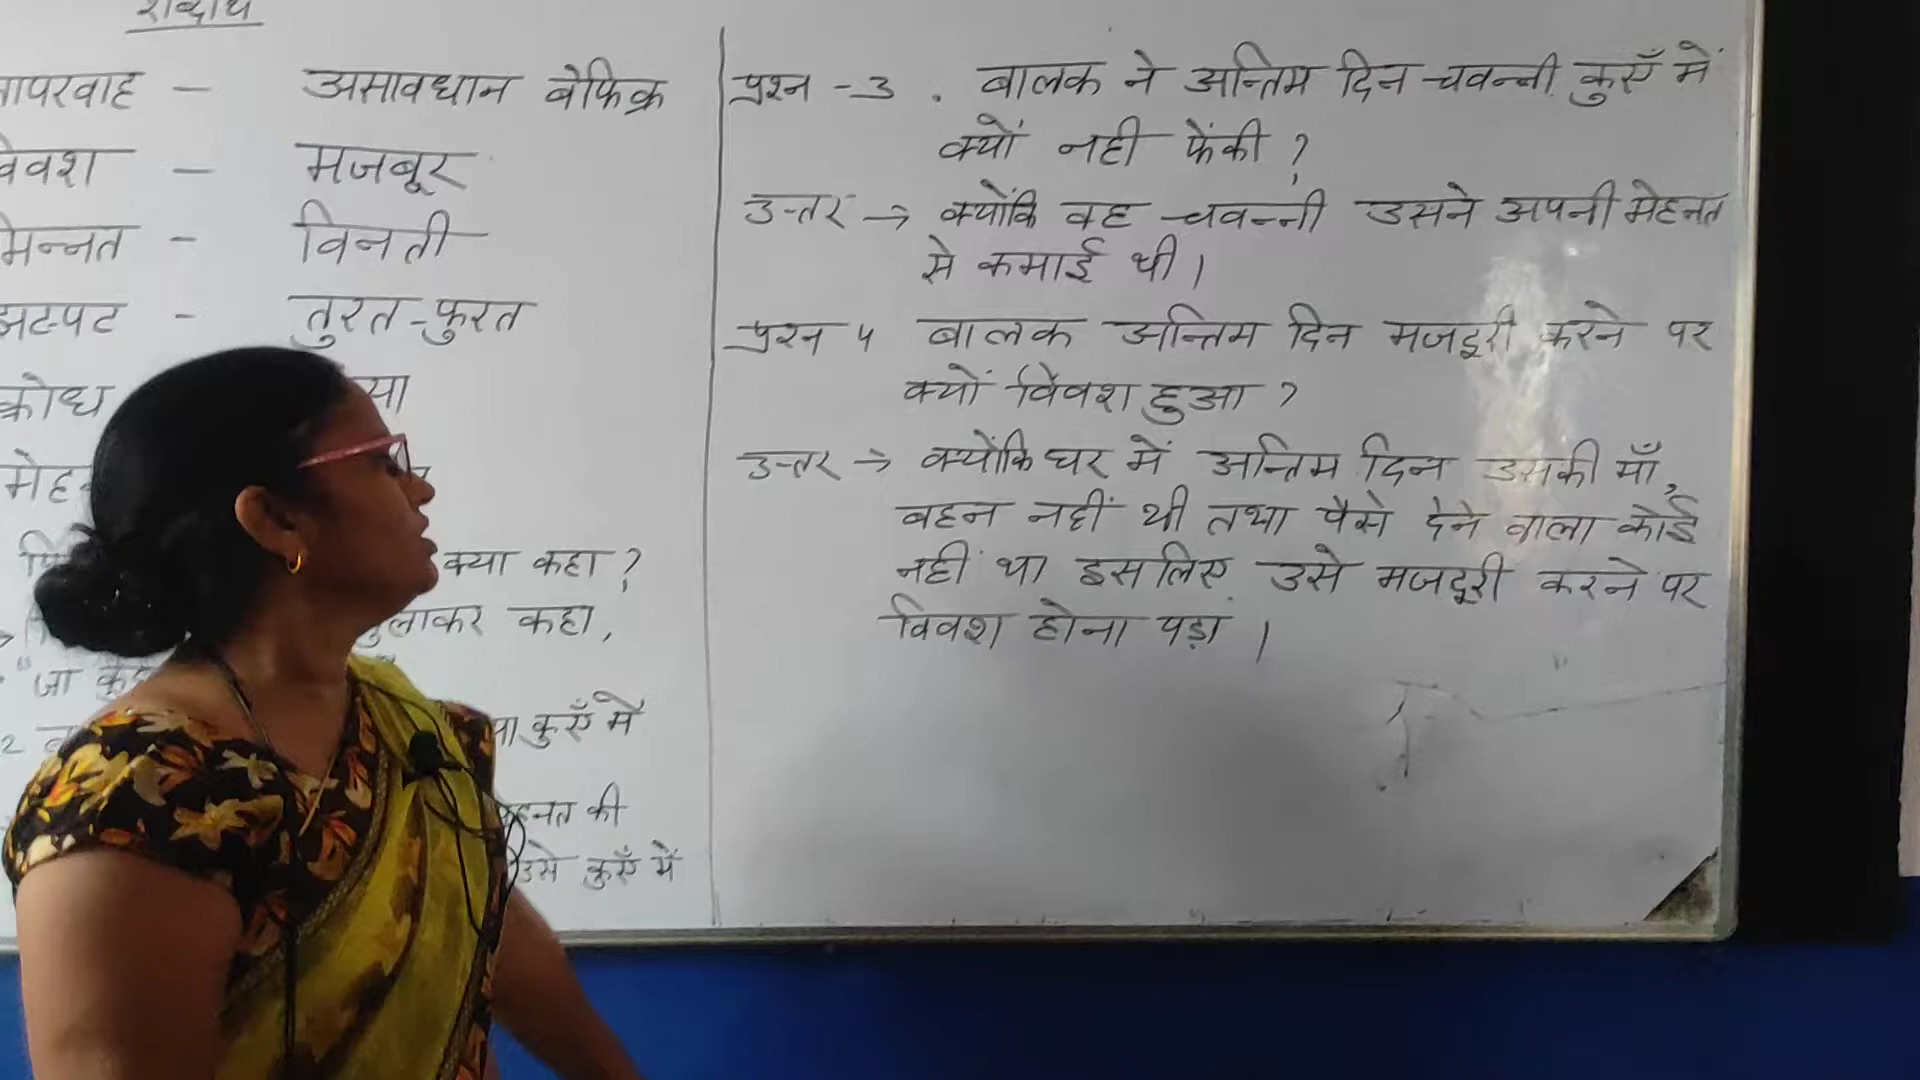 शब्दार्थ
लापरवाह - असावधान बेफिक्र
विवश - मजबूर
मिन्नत - विनती
झटपट - तुरत-फुरत
क्रोध
क्या कहा ?
बुलाकर कहा,
"जा
2
कुएँ में
मेहनत की
उसे कुएँ में
प्रश्न -3 . बालक ने अन्तिम दिन चवन्नी कुएँ में
क्यों नही फेंकी ?
उत्तर → क्योंकि वह चवन्नी उसने अपनी मेहनत
से कमाई थी।
प्रश्न 4 बालक अन्तिम दिन मजदूरी करने पर
क्यों विवश हुआ ?
उत्तर → क्योंकि घर में अन्तिम दिन उसकी माँ,
बहन नहीं थी तथा पैसे देने वाला कोई
नही था इसलिए उसे मजदूरी करने पर
विवश होना पड़ा ।